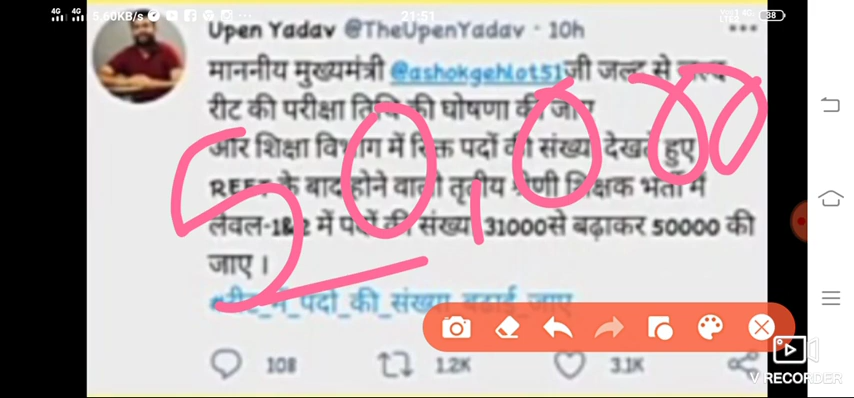 4G 4G 5.60KB/s 21:51 38
Upen Yadav @TheUpenYadav · 10h
माननीय मुख्यमंत्री @ashokgehlot51 जी जल्द से जल्द
रीट की परीक्षा तिथि की घोषणा की जाए
और शिक्षा विभाग में रिक्त पदों की संख्या देखते हुए
REET के बाद होने वाली तृतीय श्रेणी शिक्षक भर्ती में
लेवल-1&2 में पदों की संख्या 31000 से बढ़ाकर 50000 की
जाए ।
#रीट_में_पदो_की_संख्या_बढाई_जाए
50,000
108 1.2K 3.1K
V RECORDER